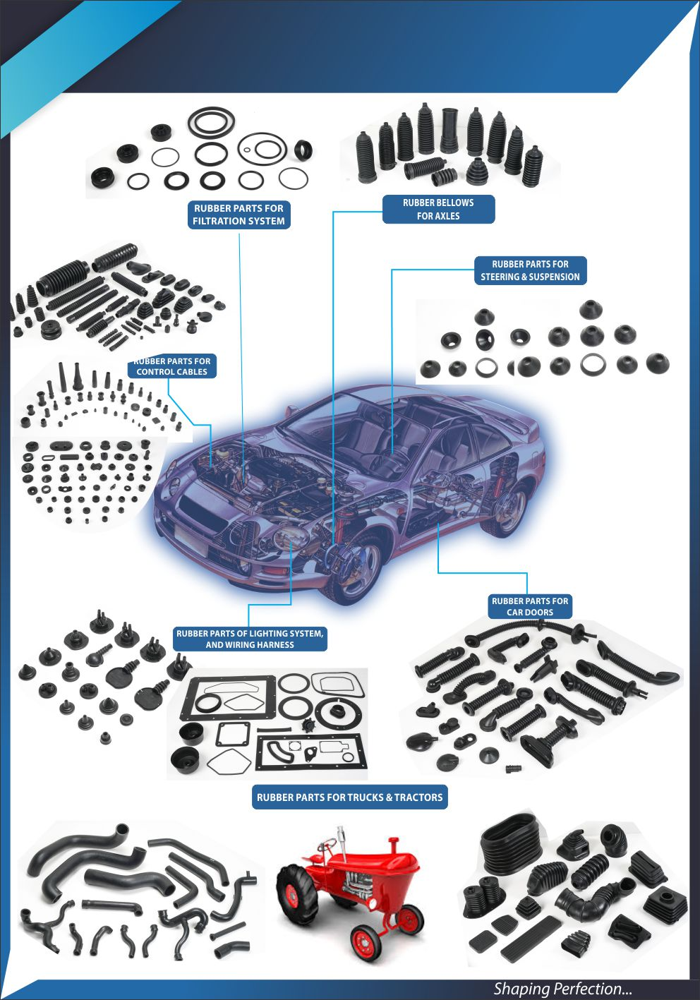 RUBBER PARTS FOR
FILTRATION SYSTEM
RUBBER BELLOWS
FOR AXLES
RUBBER PARTS FOR
STEERING & SUSPENSION
RUBBER PARTS FOR
CONTROL CABLES
RUBBER PARTS FOR
CAR DOORS
RUBBER PARTS OF LIGHTING SYSTEM,
AND WIRING HARNESS
RUBBER PARTS FOR TRUCKS & TRACTORS
Shaping Perfection...